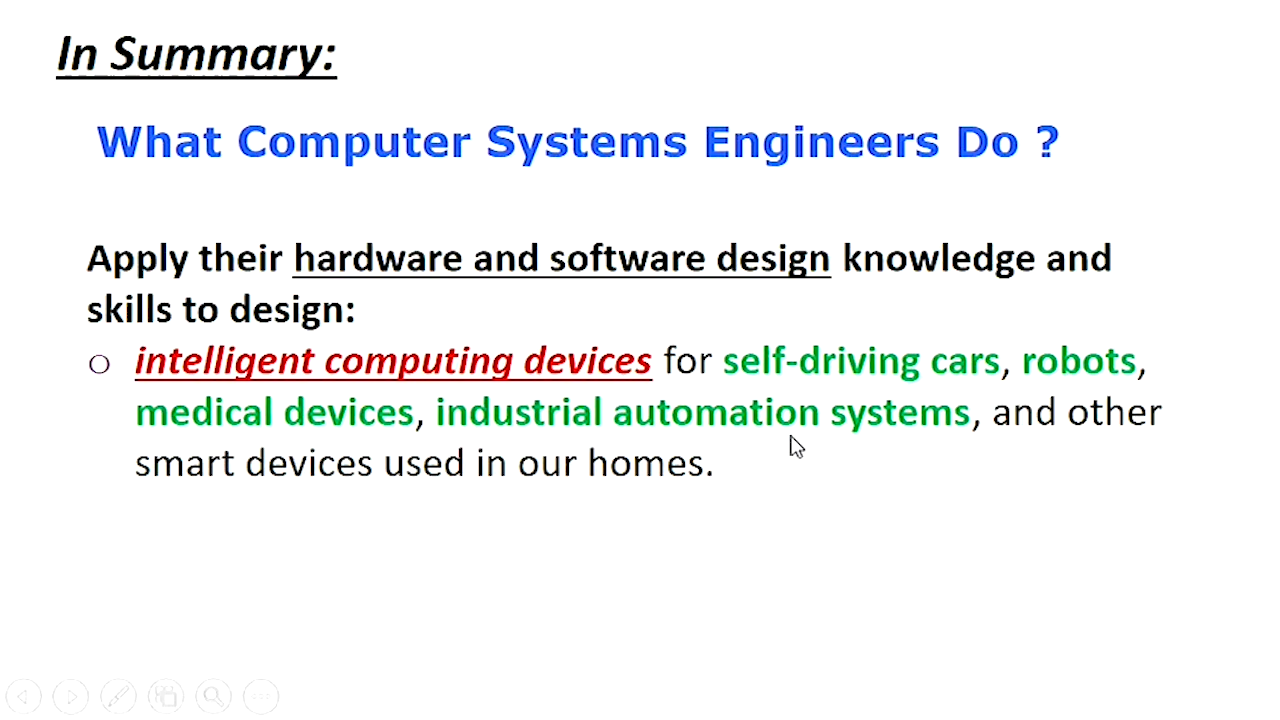 In Summary:
What Computer Systems Engineers Do ?
Apply their hardware and software design knowledge and
skills to design:
o intelligent computing devices for self-driving cars, robots,
medical devices, industrial automation systems, and other
smart devices used in our homes.